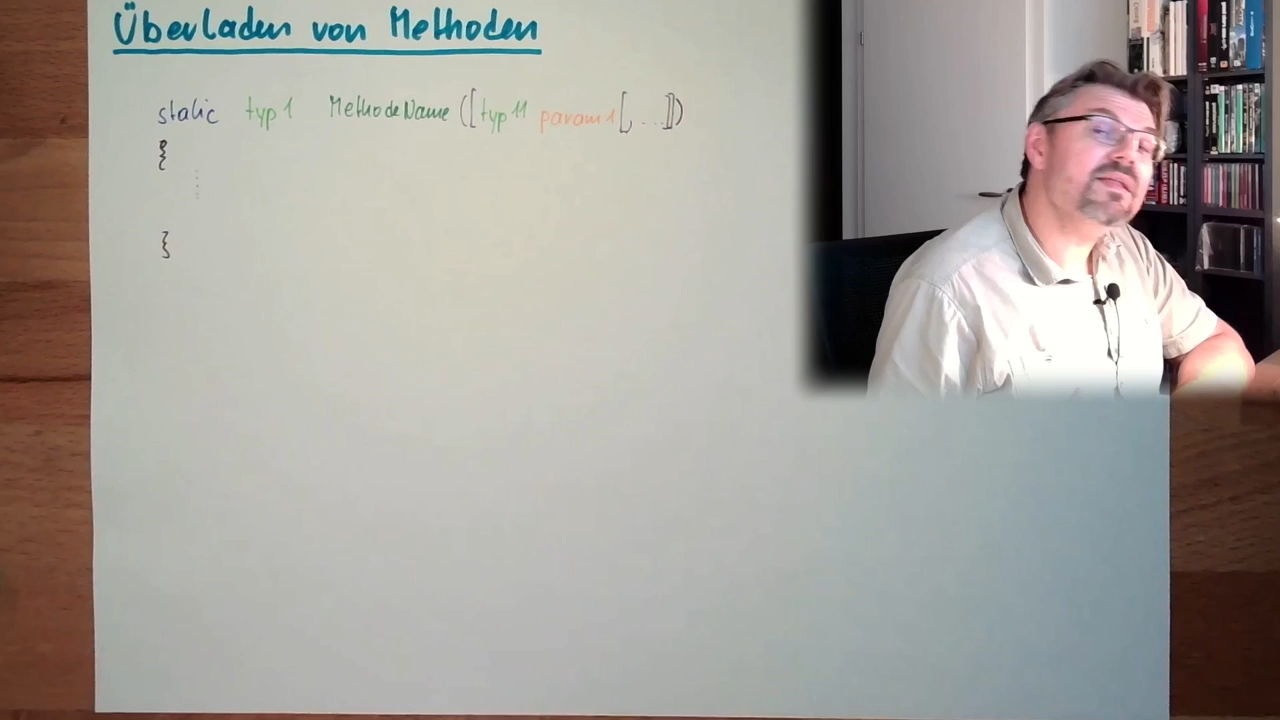 Überladen von Methoden
static typ1 MethodeName ([typ11 param1[, ...]])
{
...
}